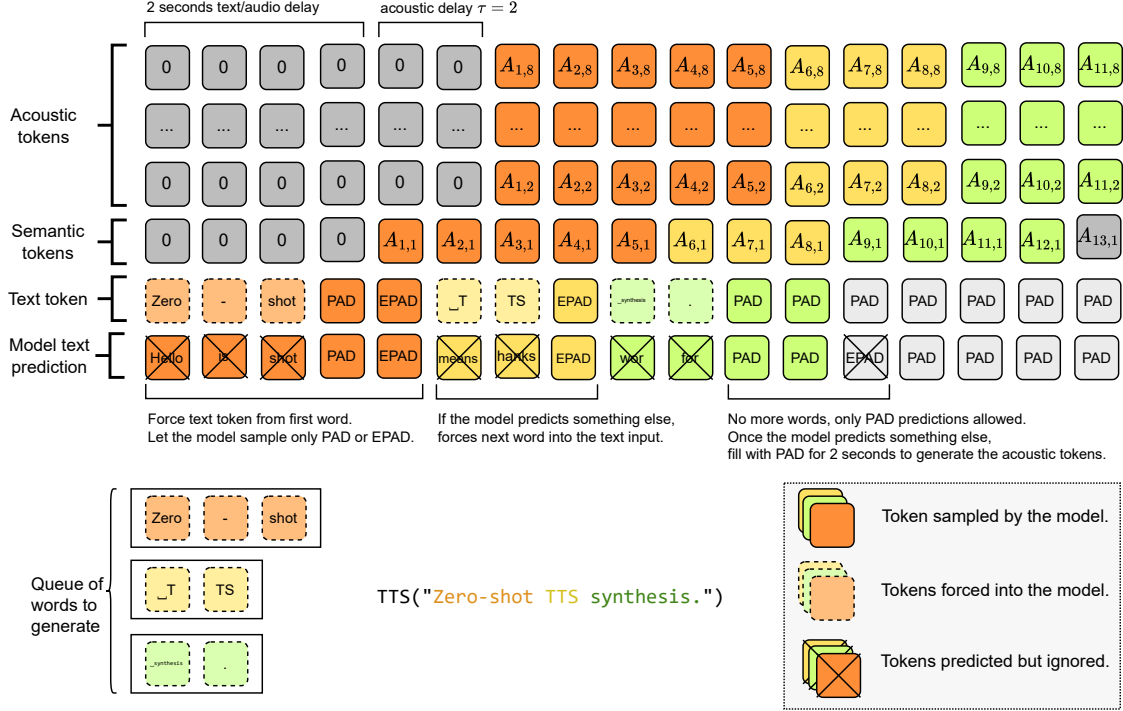 2 seconds text/audio delay
acoustic delay τ = 2
Acoustic tokens
0 0 0 0 0 0 A1,8 A2,8 A3,8 A4,8 A5,8 A6,8 A7,8 A8,8 A9,8 A10,8 A11,8
... ... ... ... ... ... ... ... ... ... ... ... ... ... ... ... ...
0 0 0 0 0 0 A1,2 A2,2 A3,2 A4,2 A5,2 A6,2 A7,2 A8,2 A9,2 A10,2 A11,2
Semantic tokens
0 0 0 0 A1,1 A2,1 A3,1 A4,1 A5,1 A6,1 A7,1 A8,1 A9,1 A10,1 A11,1 A12,1 A13,1
Text token
Zero - shot PAD EPAD ␣T TS EPAD _synthesis . PAD PAD PAD PAD PAD PAD PAD
Model text prediction
Hello is shot PAD EPAD means hanks EPAD wor for PAD PAD EPAD PAD PAD PAD PAD
Force text token from first word.
Let the model sample only PAD or EPAD.
If the model predicts something else,
forces next word into the text input.
No more words, only PAD predictions allowed.
Once the model predicts something else,
fill with PAD for 2 seconds to generate the acoustic tokens.
Queue of
words to
generate
Zero - shot
␣T TS
_synthesis .
TTS("Zero-shot TTS synthesis.")
Token sampled by the model.
Tokens forced into the model.
Tokens predicted but ignored.